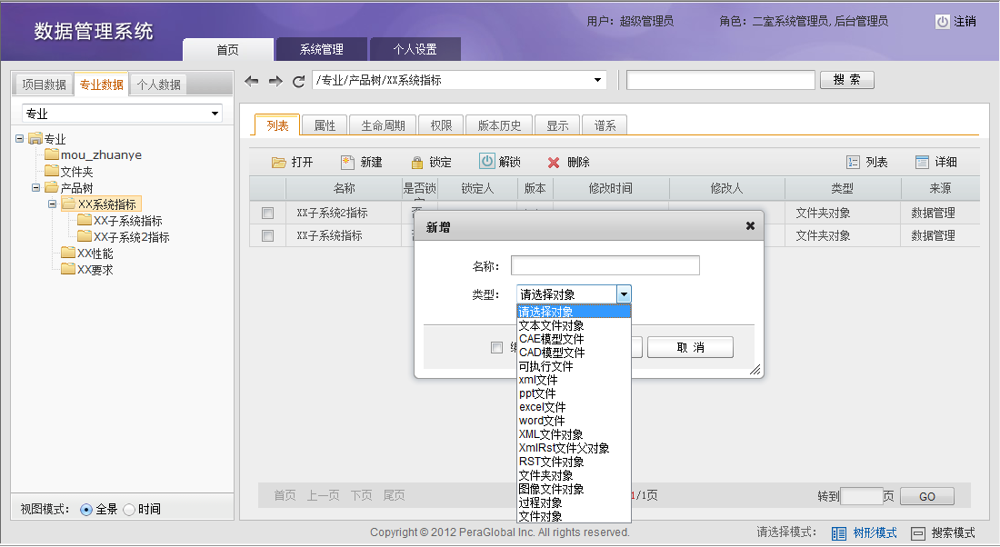 数据管理系统
用户: 超级管理员 角色: 二室系统管理员, 后台管理员 注销
首页 系统管理 个人设置
项目数据 专业数据 个人数据
/专业/产品树/XX系统指标 搜 索
专业
列表 属性 生命周期 权限 版本历史 显示 谱系
专业
mou_zhuanye
文件夹
产品树
XX系统指标
XX子系统指标
XX子系统2指标
XX性能
XX要求
打开 新建 锁定 解锁 删除 列表 详细
名称 是否锁 锁定人 版本 修改时间 修改人 类型 来源
XX子系统2指标 文件夹对象 数据管理
XX子系统指标 文件夹对象 数据管理
新增
名称:
类型: 请选择对象
请选择对象
文本文件对象
CAE模型文件
CAD模型文件
可执行文件
xml文件
ppt文件
excel文件
word文件
XML文件对象
XmlRst文件父对象
RST文件对象
文件夹对象
图像文件对象
过程对象
文件对象
取 消
首页 上一页 下页 尾页 1/1页 转到 页 GO
视图模式: 全景 时间
Copyright © 2012 PeraGlobal Inc. All rights reserved.
请选择模式: 树形模式 搜索模式